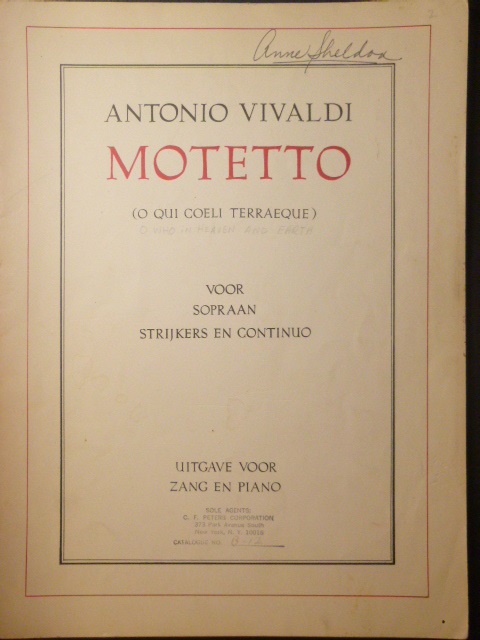 Anne Sheldon
ANTONIO VIVALDI
MOTETTO
(O QUI COELI TERRAEQUE)
O WHO IN HEAVEN AND EARTH
VOOR
SOPRAAN
STRIJKERS EN CONTINUO
UITGAVE VOOR
ZANG EN PIANO
SOLE AGENTS:
C. F. PETERS CORPORATION
373 Park Avenue South
New York, N. Y. 10016
CATALOGUE NO.